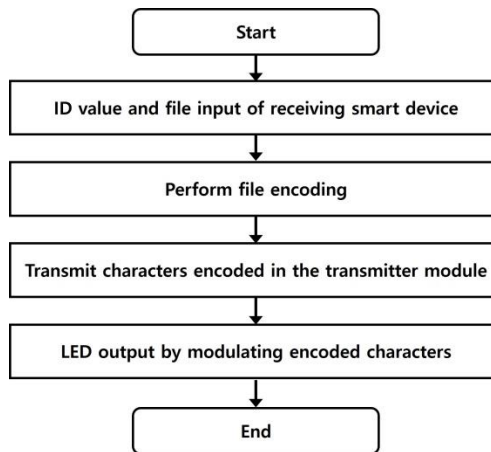 Start
ID value and file input of receiving smart device
Perform file encoding
Transmit characters encoded in the transmitter module
LED output by modulating encoded characters
End